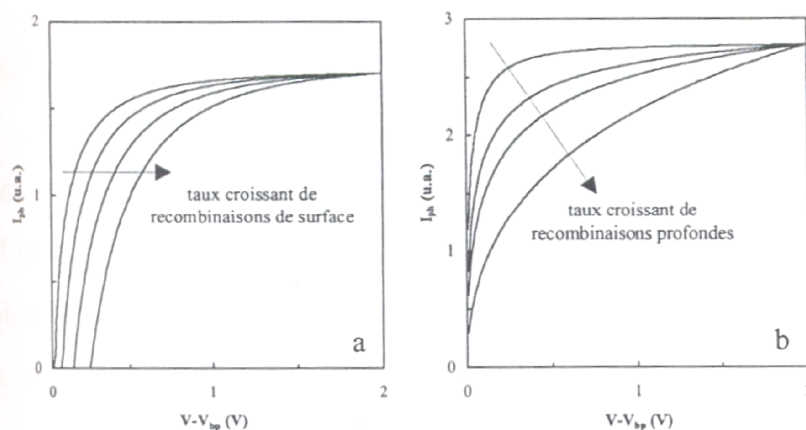 2
1
0
I_ph (u.a.)
taux croissant de
recombinaisons de surface
a
0
1
2
V-V_bp (V)
3
2
1
0
I_ph (u.a.)
taux croissant de
recombinaisons profondes
b
0
1
V-V_bp (V)